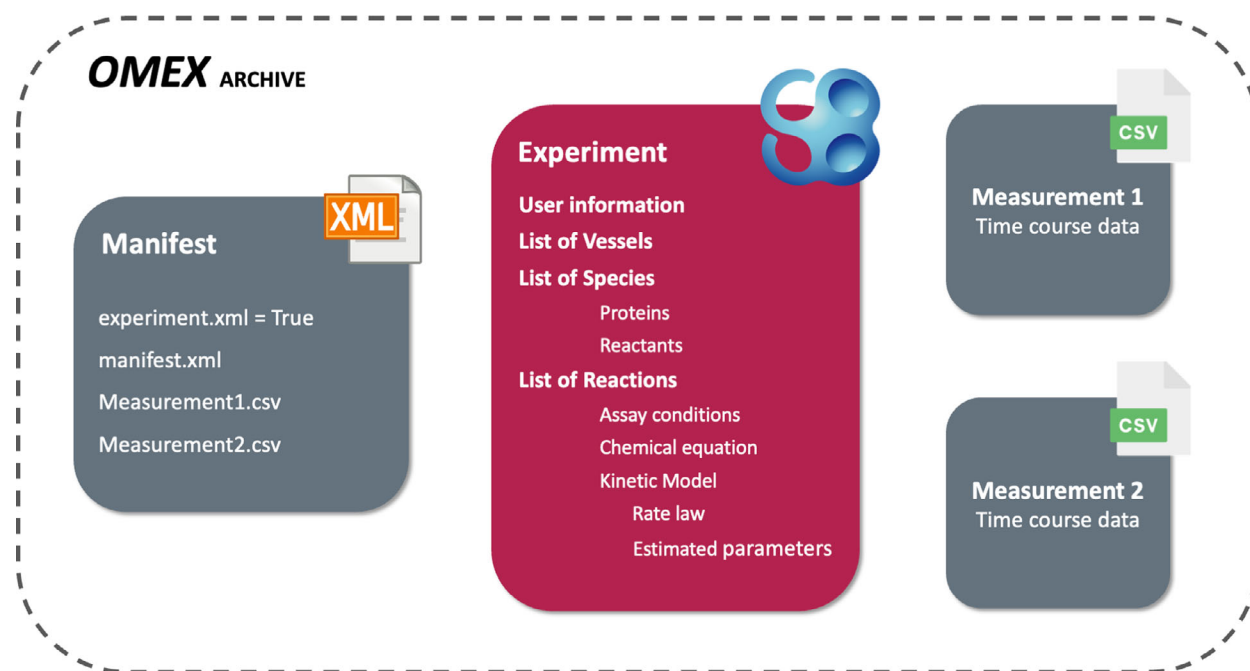 OMEX ARCHIVE
XML
Manifest
experiment.xml = True
manifest.xml
Measurement1.csv
Measurement2.csv
Experiment
User information
List of Vessels
List of Species
Proteins
Reactants
List of Reactions
Assay conditions
Chemical equation
Kinetic Model
Rate law
Estimated parameters
CSV
Measurement 1
Time course data
CSV
Measurement 2
Time course data